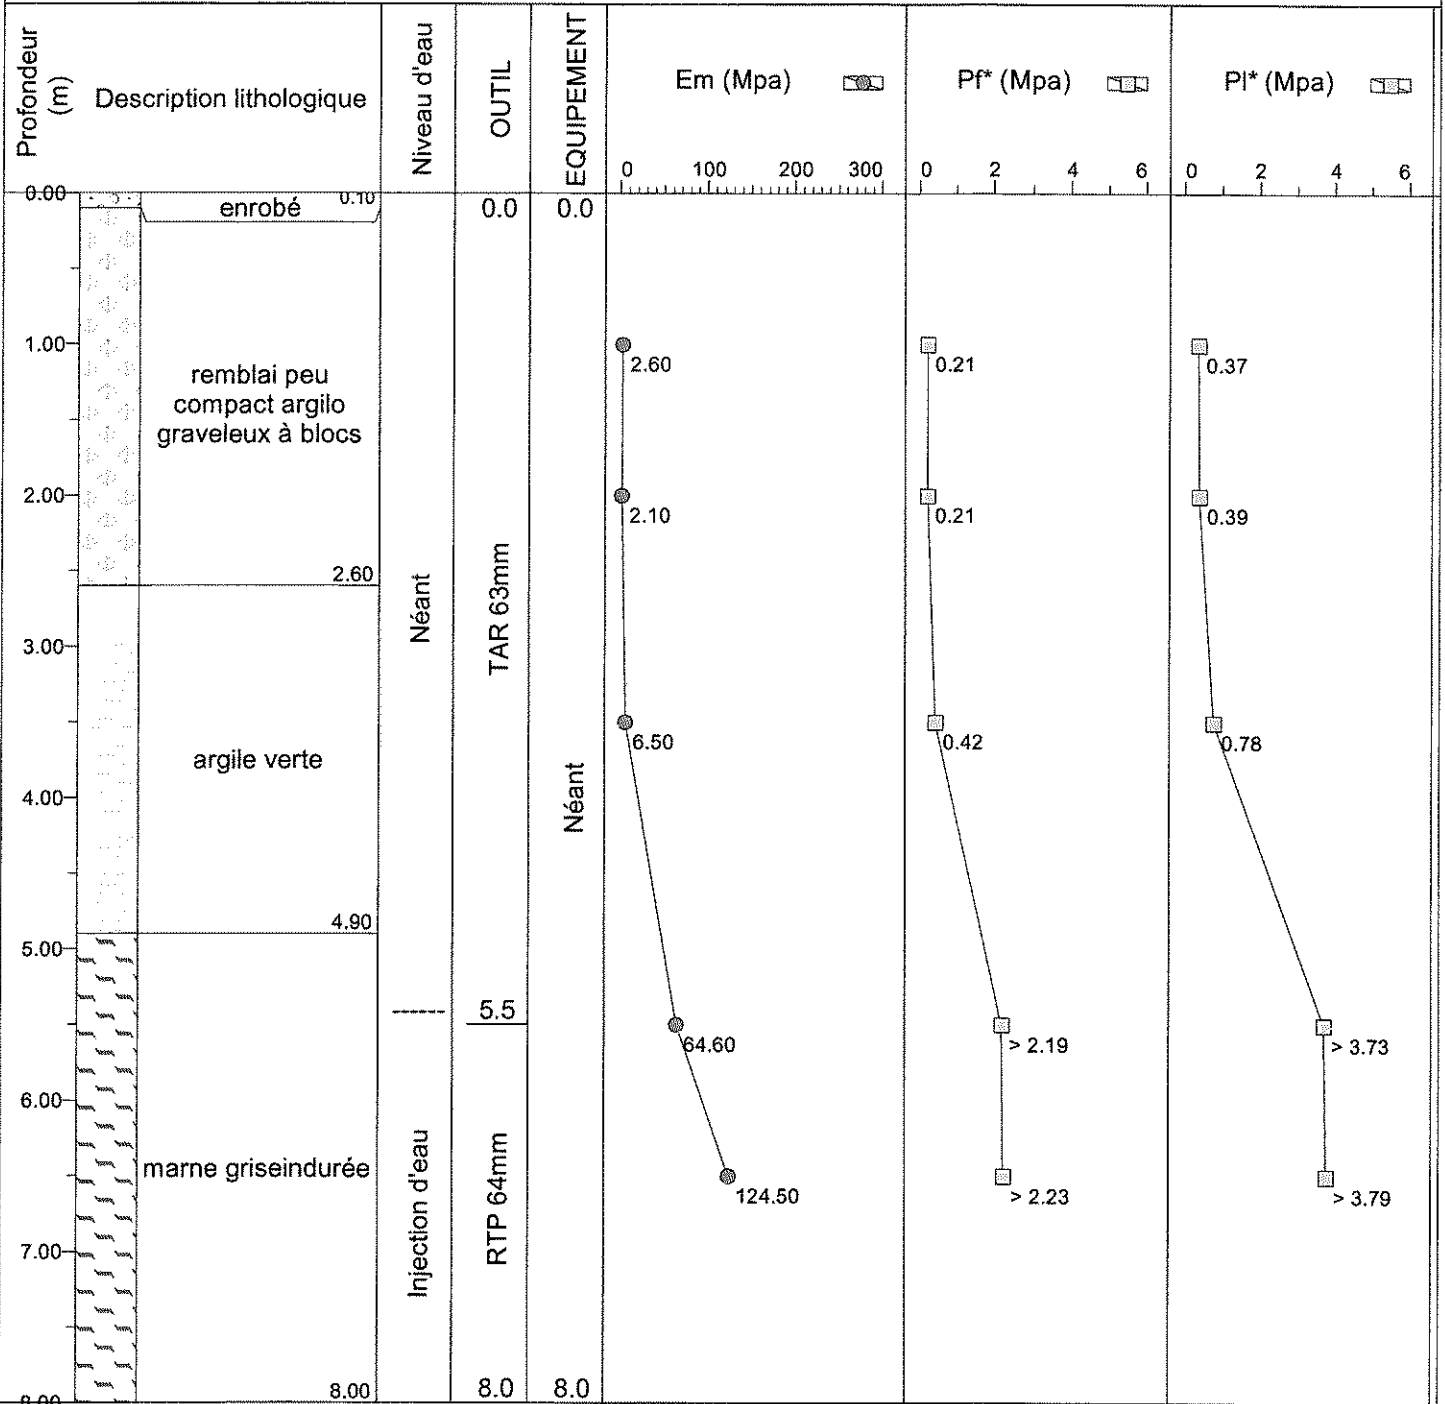 Profondeur
(m)
Description lithologique
Niveau d'eau
OUTIL
EQUIPEMENT
Em (Mpa)
Pf* (Mpa)
Pl* (Mpa)
0 100 200 300
0 2 4 6
0 2 4 6
0.00
0.10
enrobé
0.0
0.0
1.00
2.60
0.21
0.37
remblai peu
compact argilo
graveleux à blocs
2.00
2.10
0.21
0.39
2.60
Néant
TAR 63mm
3.00
6.50
0.42
0.78
argile verte
Néant
4.00
4.90
5.00
5.5
64.60
> 2.19
> 3.73
6.00
marne griseindurée
Injection d'eau
RTP 64mm
124.50
> 2.23
> 3.79
7.00
8.00
8.00
8.0
8.0